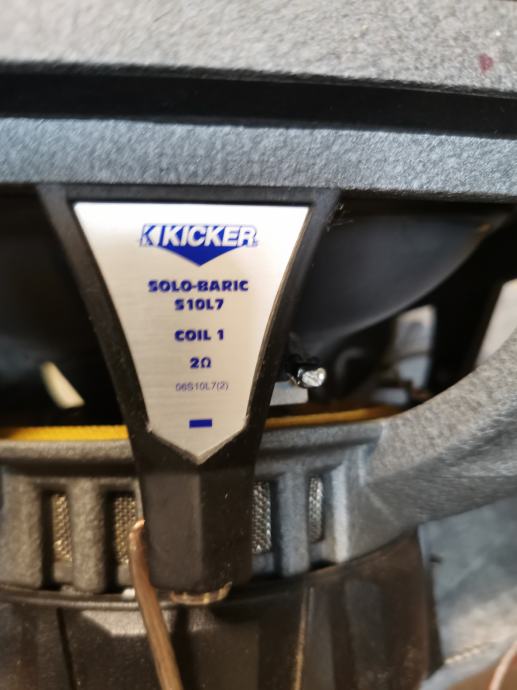 KICKER
SOLO-BARIC
S10L7
COIL 1
2Ω
06S10L7(2)